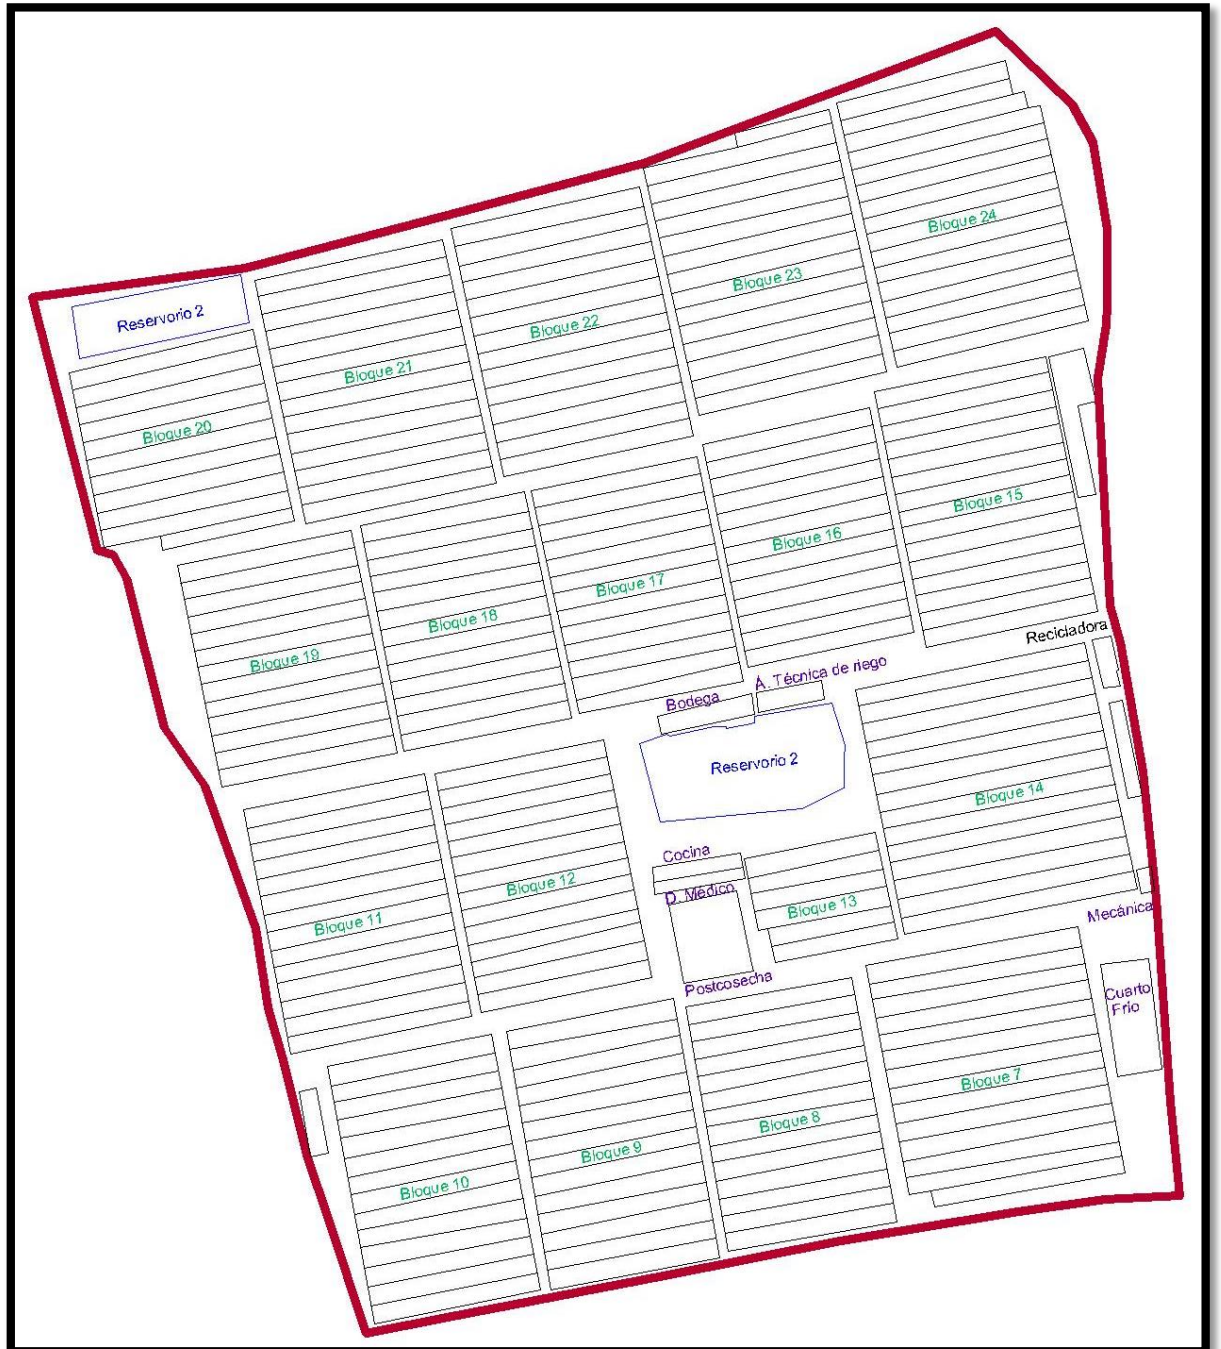 Bloque 24
Bloque 23
Reservorio 2
Bloque 22
Bloque 21
Bloque 20
Bloque 15
Bloque 16
Bloque 17
Bloque 18
Bloque 19
Recicladora
A. Técnica de riego
Bodega
Reservorio 2
Bloque 14
Cocina
D. Médico
Bloque 13
Bloque 12
Bloque 11
Mecánica
Postcosecha
Cuarto
Frío
Bloque 7
Bloque 8
Bloque 9
Bloque 10